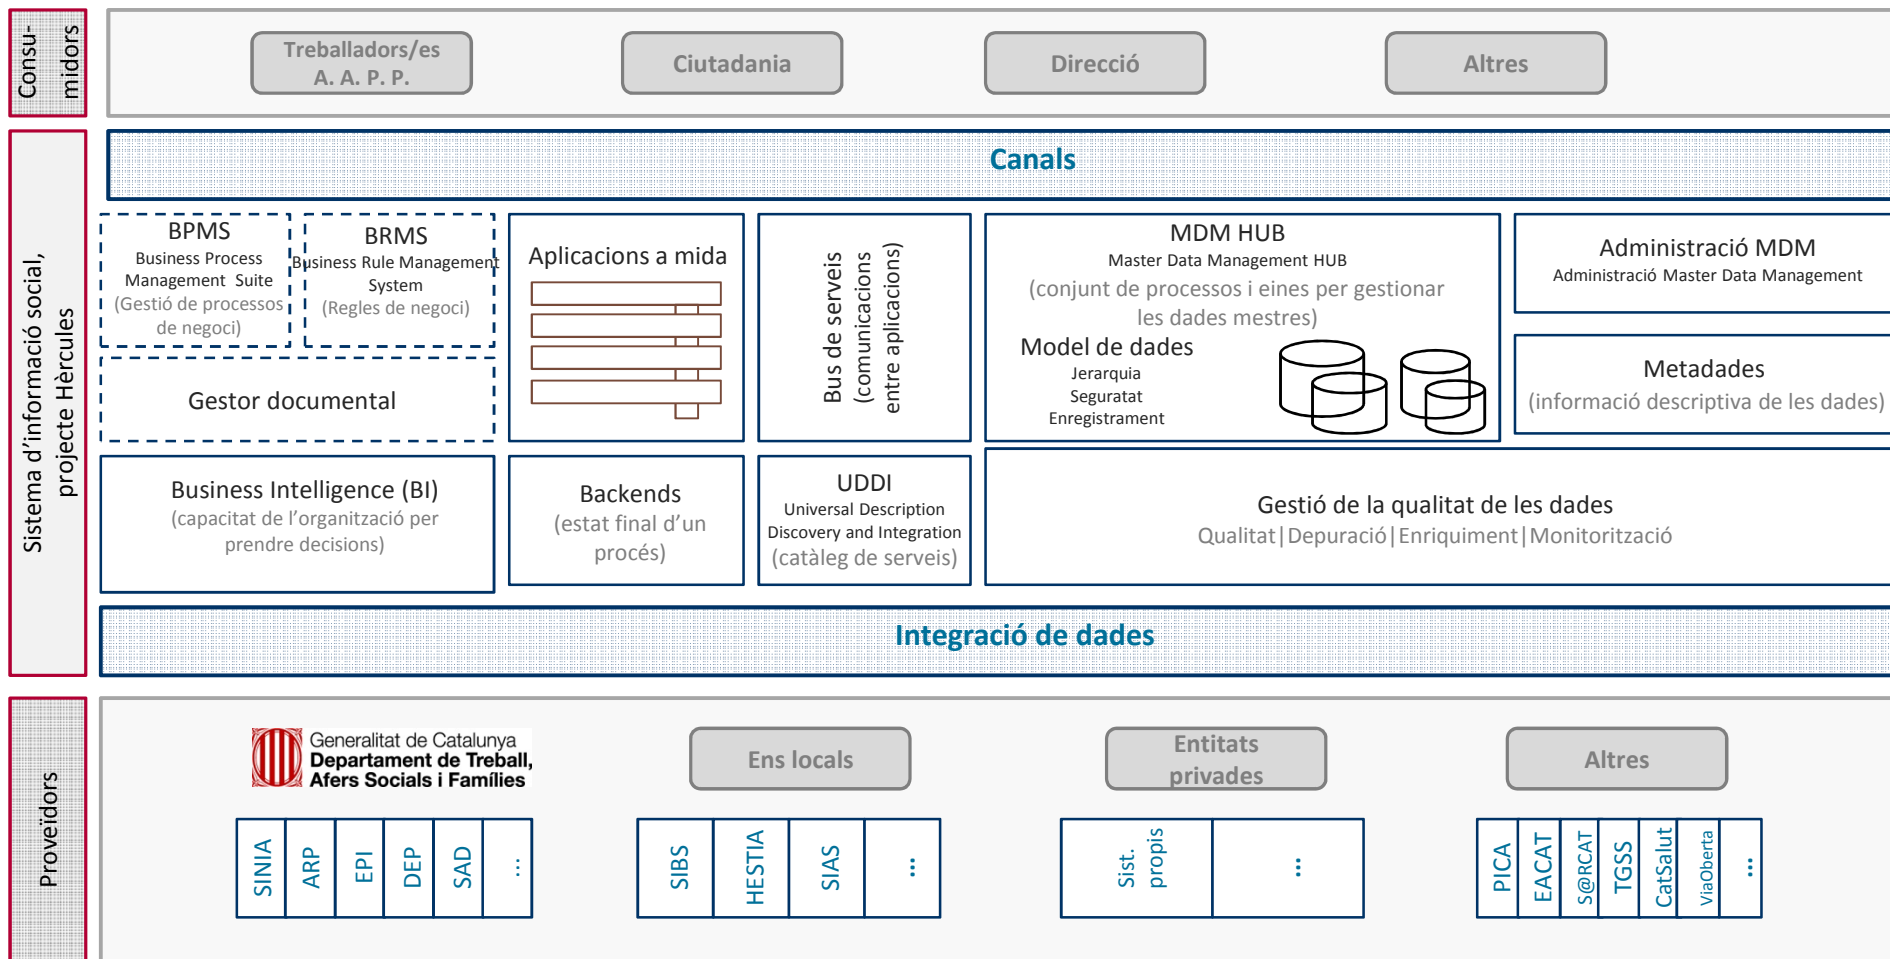 Consu-
midors
Treballadors/es
A. A. P. P.
Ciutadania
Direcció
Altres
Sistema d'informació social,
projecte Hèrcules
Canals
BPMS
Business Process
Management Suite
(Gestió de processos
de negoci)
BRMS
Business Rule Management
System
(Regles de negoci)
Gestor documental
Aplicacions a mida
Bus de serveis
(comunicacions
entre aplicacions)
MDM HUB
Master Data Management HUB
(conjunt de processos i eines per gestionar
les dades mestres)
Model de dades
Jerarquia
Seguratat
Enregistrament
Administració MDM
Administració Master Data Management
Metadades
(informació descriptiva de les dades)
Business Intelligence (BI)
(capacitat de l'organització per
prendre decisions)
Backends
(estat final d'un
procés)
UDDI
Universal Description
Discovery and Integration
(catàleg de serveis)
Gestió de la qualitat de les dades
Qualitat|Depuració|Enriquiment|Monitorització
Integració de dades
Proveïdors
Generalitat de Catalunya
Departament de Treball,
Afers Socials i Famílies
SINIA
ARP
EPI
DEP
SAD
...
Ens locals
SIBS
HESTIA
SIAS
...
Entitats
privades
Sist.
propis
...
Altres
PICA
EACAT
S@RCAT
TGSS
CatSalut
ViaOberta
...